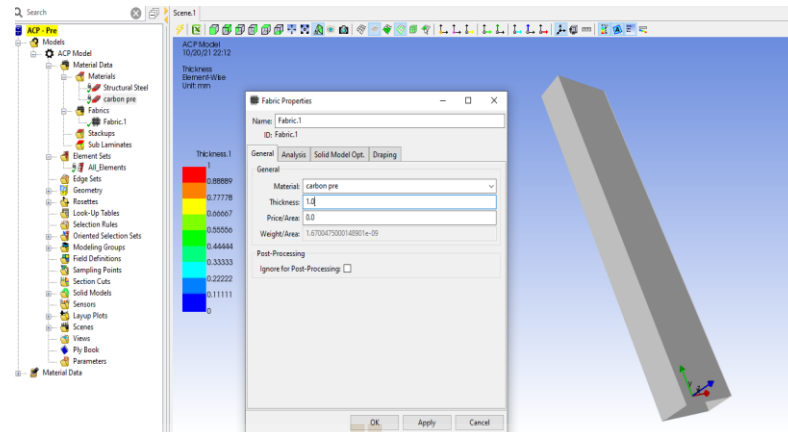 Search
ACP - Pre
Models
ACP Model
Material Data
Materials
Structural Steel
carbon pre
Fabrics
Fabric.1
Stackups
Sub Laminates
Element Sets
All_Elements
Edge Sets
Geometry
Rosettes
Look-Up Tables
Selection Rules
Oriented Selection Sets
Modeling Groups
Field Definitions
Sampling Points
Section Cuts
Solid Models
Sensors
Layup Plots
Scenes
Views
Ply Book
Parameters
Material Data
Scene.1
ACP Model
10/20/21 22:12
Thickness
Element-Wise
Unit: mm
Thickness.1
1
0.88889
0.77778
0.66667
0.55556
0.44444
0.33333
0.22222
0.11111
0
Fabric Properties
Name: Fabric.1
ID: Fabric.1
General Analysis Solid Model Opt. Draping
General
Material: carbon pre
Thickness: 1.0
Price/Area: 0.0
Weight/Area: 1.6700475000148901e-09
Post-Processing
Ignore for Post-Processing:
OK Apply Cancel